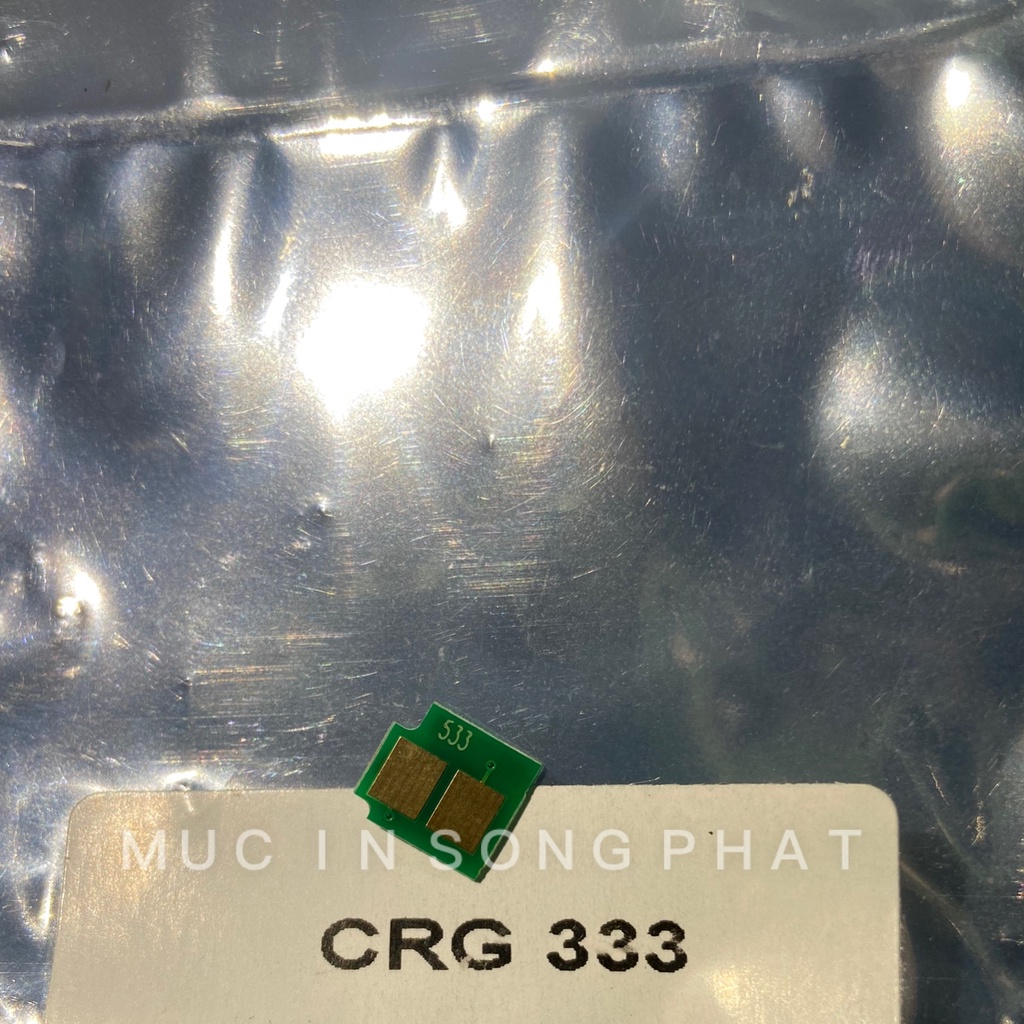 533
MUC IN SONG PHAT
CRG 333